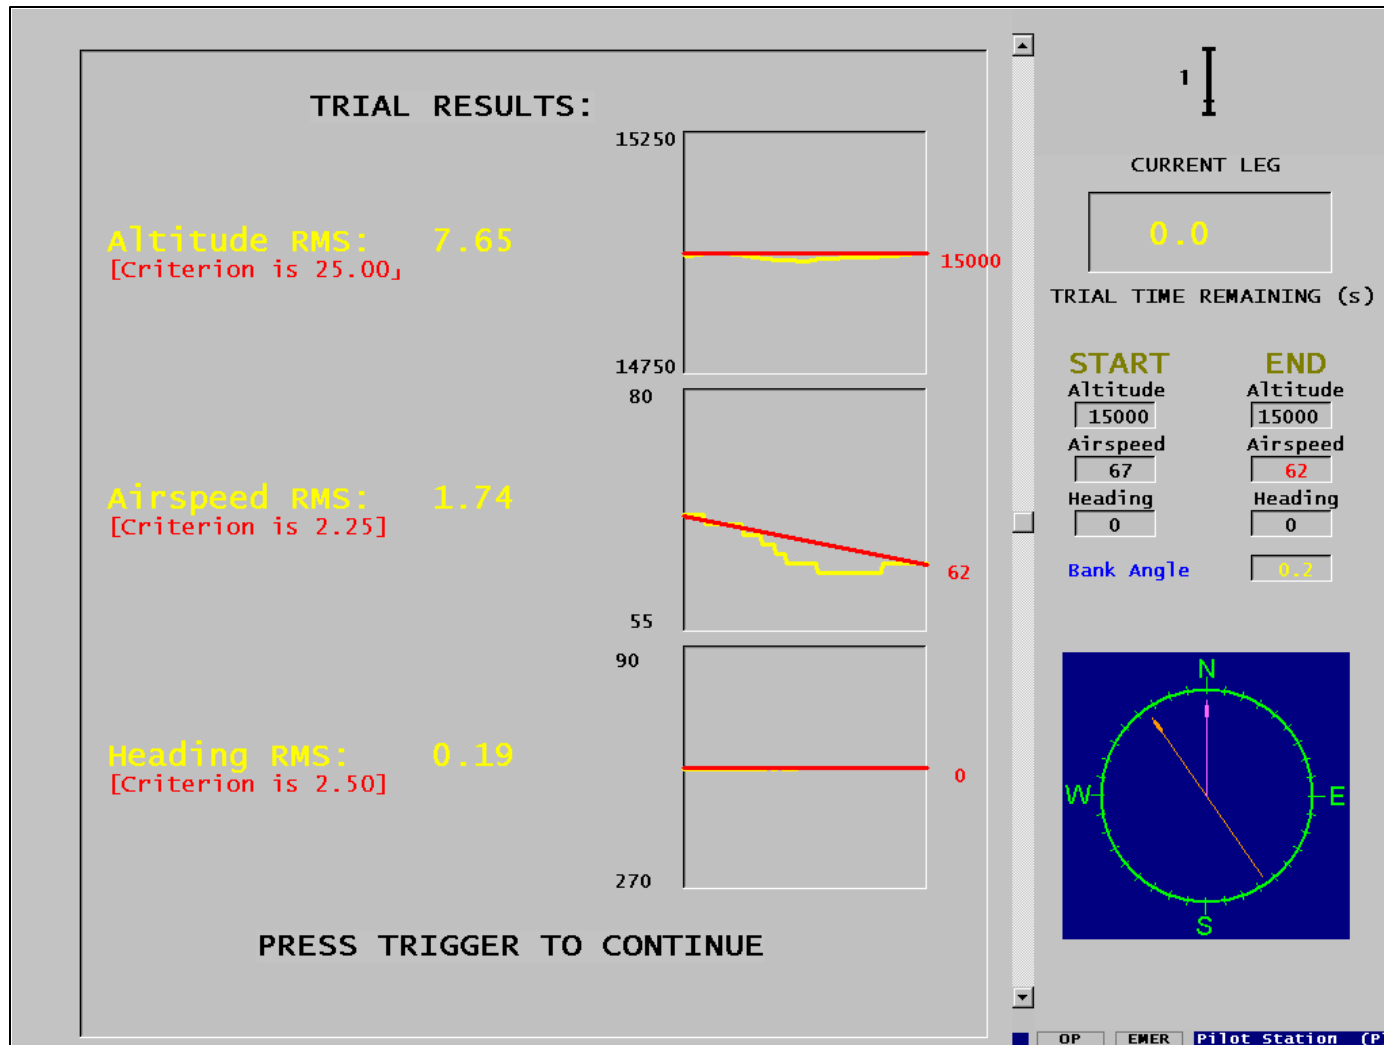 TRIAL RESULTS:
15250
Altitude RMS: 7.65
[Criterion is 25.00]
15000
14750
80
Airspeed RMS: 1.74
[Criterion is 2.25]
62
55
90
Heading RMS: 0.19
[Criterion is 2.50]
0
270
PRESS TRIGGER TO CONTINUE
1
CURRENT LEG
0.0
TRIAL TIME REMAINING (s)
START END
Altitude Altitude
15000 15000
Airspeed Airspeed
67 62
Heading Heading
0 0
Bank Angle 0.2
N
W E
S
OP EMER Pilot Station (P